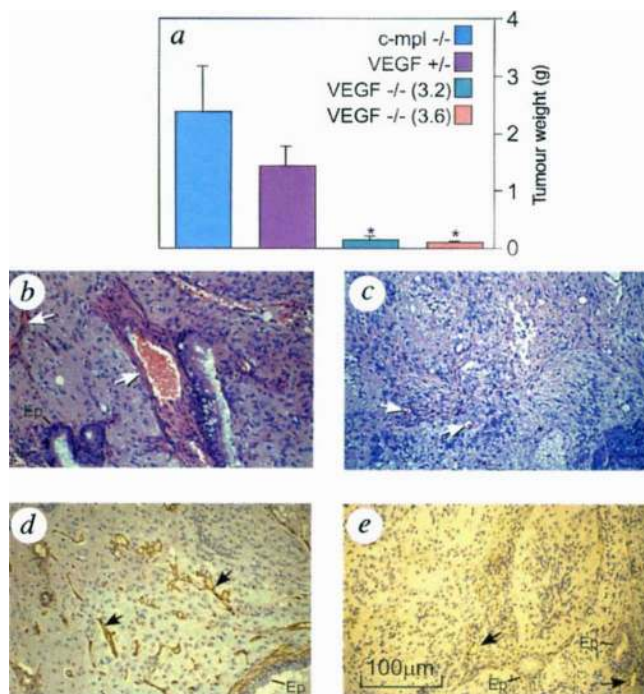 a
c-mpl -/-
VEGF +/-
VEGF -/- (3.2)
VEGF -/- (3.6)
4
3
2
1
0
Tumour weight (g)
* *
b
Ep
c
d
Ep
e
100µm
Ep
Ep